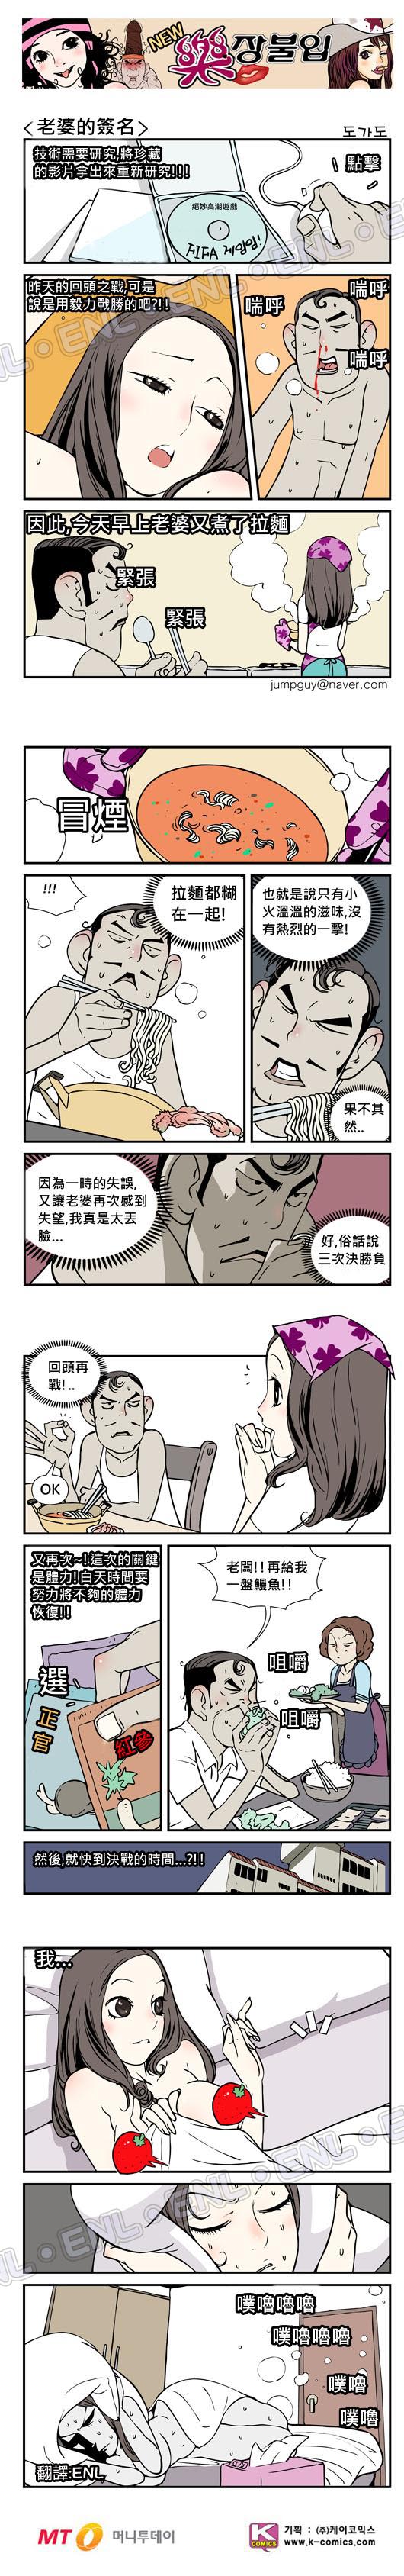 NEW 樂장불입
<老婆的簽名>
도가도
技術需要研究,將珍藏
的影片拿出來重新研究!!!
點擊
絕妙高潮遊戲
FIFA 게임임!
昨天的回頭之戰,可是
說是用毅力戰勝的吧?!!
喘呼
喘呼
喘呼
因此,今天早上老婆又煮了拉麵
緊張
緊張
jumpguy@naver.com
冒煙
!!!
拉麵都糊
在一起!
也就是說只有小
火溫溫的滋味,沒
有熱烈的一擊!
果不其
然..
因為一時的失誤,
又讓老婆再次感到
失望,我真是太丟
臉...
好,俗話說
三次決勝負
回頭再
戰!..
OK
又再次~!這次的關鍵
是體力!白天時間要
努力將不夠的體力
恢復!!
選
正
官
紅參
老闆!!再給我
一盤鰻魚!!
咀嚼
咀嚼
然後,就快到決戰的時間...?!!
我...
噗嚕嚕嚕
噗嚕嚕嚕
噗嚕
噗嚕
翻譯:ENL
MT 머니투데이
K COMICS
기획 : (주)케이코믹스
www.k-comics.com
ENL
ENL
ENL
ENL
ENL
ENL
ENL
ENL